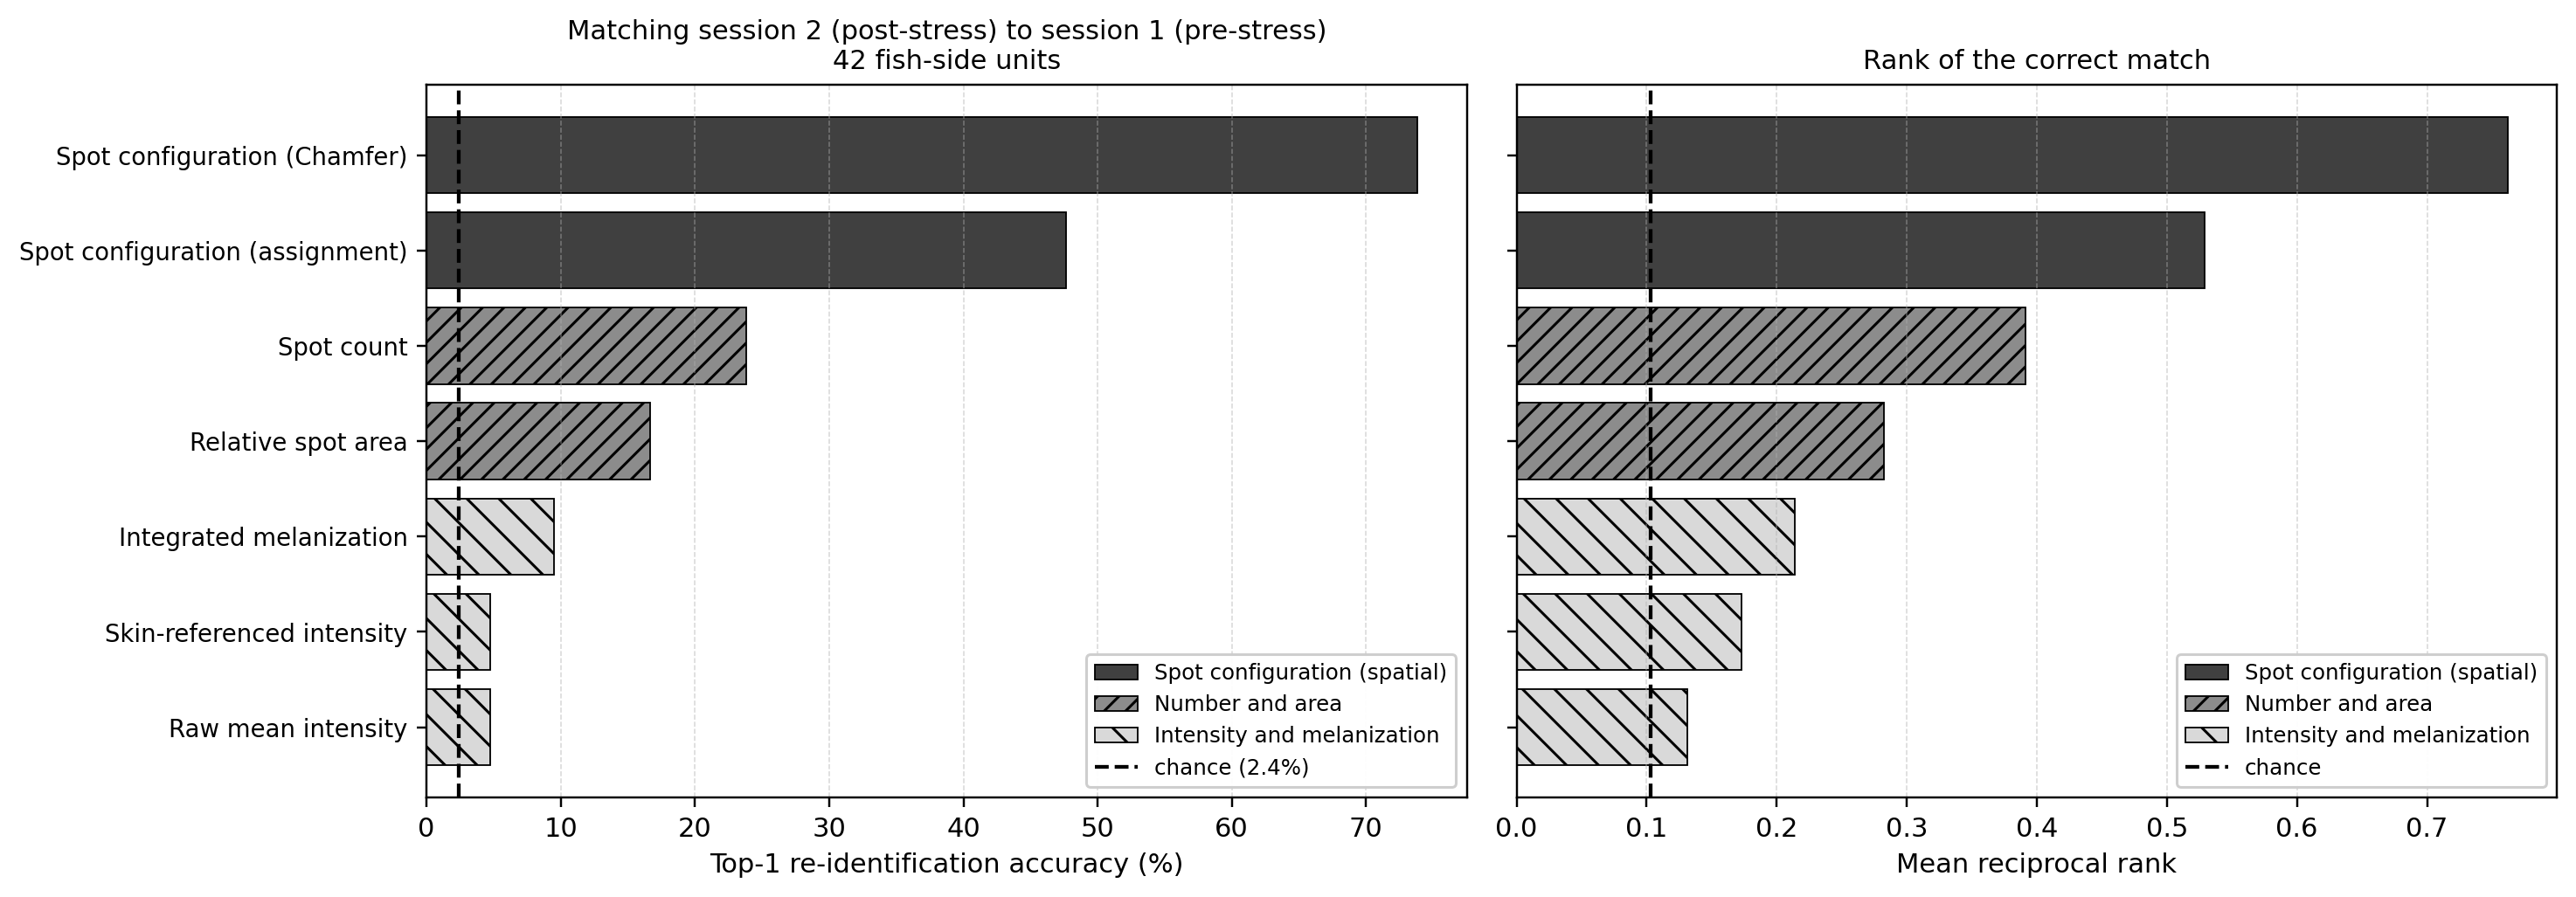 Matching session 2 (post-stress) to session 1 (pre-stress)
42 fish-side units
Spot configuration (Chamfer)
Spot configuration (assignment)
Spot count
Relative spot area
Integrated melanization
Skin-referenced intensity
Raw mean intensity
Spot configuration (spatial)
Number and area
Intensity and melanization
chance (2.4%)
0 10 20 30 40 50 60 70
Top-1 re-identification accuracy (%)
Rank of the correct match
Spot configuration (spatial)
Number and area
Intensity and melanization
chance
0.0 0.1 0.2 0.3 0.4 0.5 0.6 0.7
Mean reciprocal rank